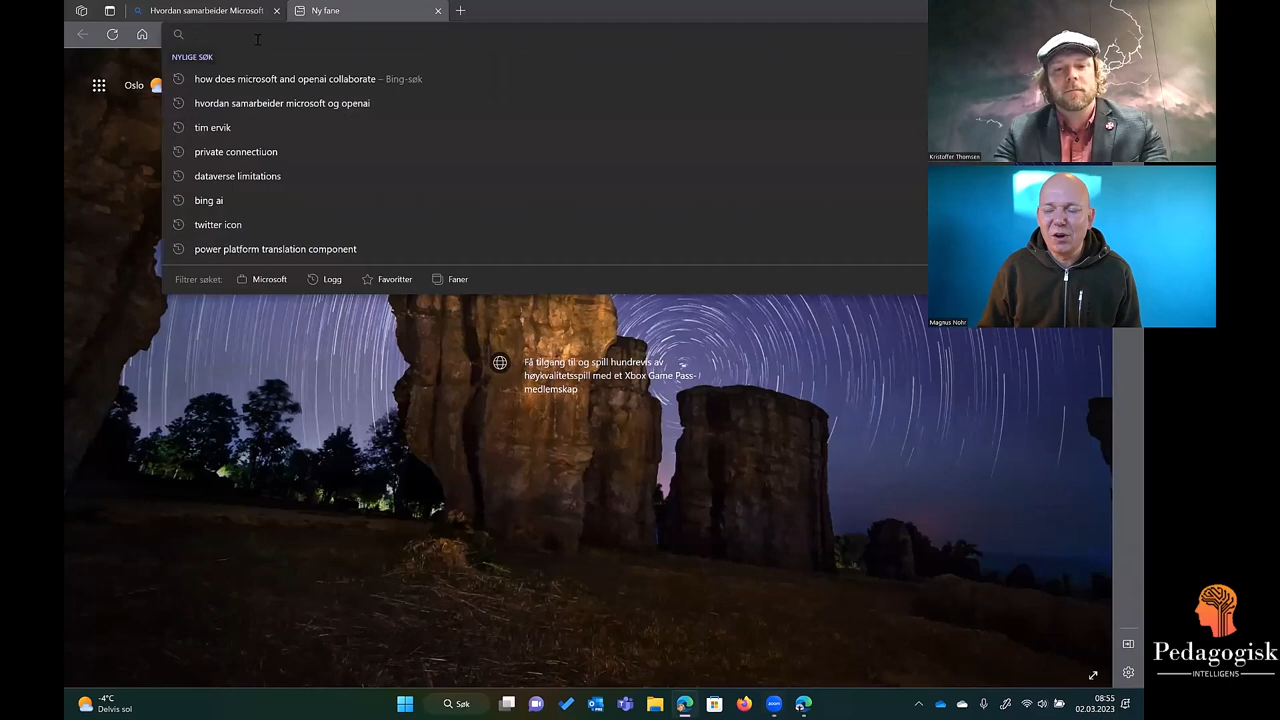 Hvordan samarbeider Microsoft
Ny fane
NYLIGE SØK
how does microsoft and openai collaborate – Bing-søk
hvordan samarbeider microsoft og openai
tim ervik
private connectiuon
dataverse limitations
bing ai
twitter icon
power platform translation component
Filtrer søket:
Microsoft
Logg
Favoritter
Faner
Oslo
Få tilgang til og spill hundrevis av
høykvalitetsspill med et Xbox Game Pass-
medlemskap
Kristoffer Thomsen
Magnus Nohr
Pedagogisk
INTELLIGENS
-4°C
Delvis sol
Søk
zoom
08:55
02.03.2023